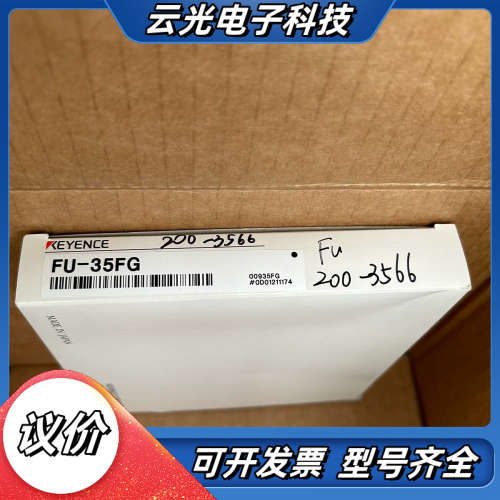 云光电子科技
KEYENCE
200-3566
FU-35FG
00935FG
#0D01211174
Fu
200-3566
MADE IN JAPAN
议价
可开发票 型号齐全